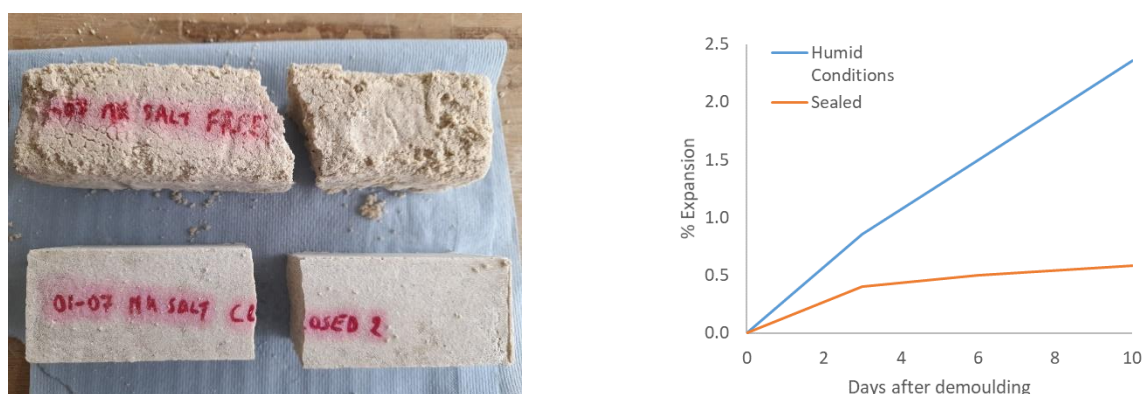 -07 MK SALT FREE
01-07 MK SALT CL OSED 2
2.5
2.0
1.5
1.0
0.5
0.0
% Expansion
Humid
Conditions
Sealed
0 2 4 6 8 10
Days after demoulding